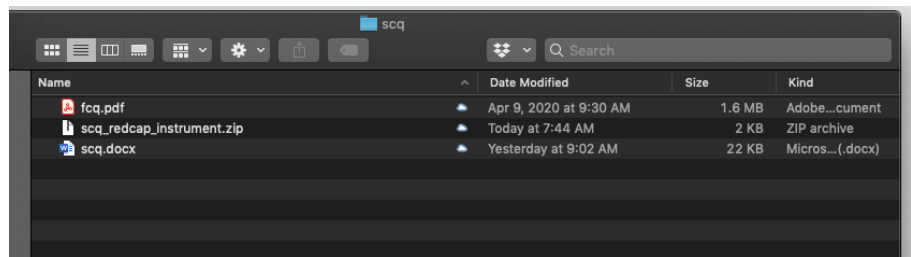 scq
Search
Name Date Modified Size Kind
fcq.pdf Apr 9, 2020 at 9:30 AM 1.6 MB Adobe...cument
scq_redcap_instrument.zip Today at 7:44 AM 2 KB ZIP archive
scq.docx Yesterday at 9:02 AM 22 KB Micros...(.docx)